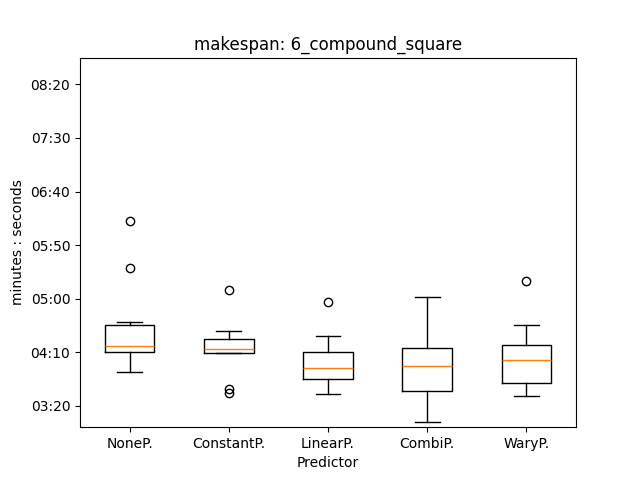 makespan: 6_compound_square
minutes : seconds
08:20
07:30
06:40
05:50
05:00
04:10
03:20
NoneP. ConstantP. LinearP. CombiP. WaryP.
Predictor